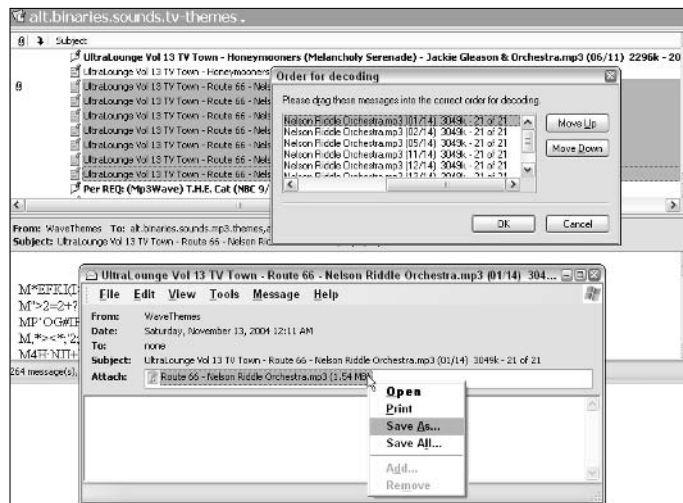 alt.binaries.sounds.tv-themes
Subject
UltraLounge Vol 13 TV Town - Honeymooners (Melancholy Serenade) - Jackie Gleason & Orchestra.mp3 (06/11) 2296k - 20
UltraLounge Vol 13 TV Town - Honeymooners
UltraLounge Vol 13 TV Town - Route 66 - Nels
UltraLounge Vol 13 TV Town - Route 66 - Nels
UltraLounge Vol 13 TV Town - Route 66 - Nels
UltraLounge Vol 13 TV Town - Route 66 - Nels
UltraLounge Vol 13 TV Town - Route 66 - Nels
UltraLounge Vol 13 TV Town - Route 66 - Nels
UltraLounge Vol 13 TV Town - Route 66 - Nels
Per REQ: (Mp3Wave) T.H.E. Cat (NBC 9/
Order for decoding
Please drag these messages into the correct order for decoding.
Nelson Riddle Orchestra.mp3 (01/14) 3049k - 21 of 21
Nelson Riddle Orchestra.mp3 (02/14) 3049k - 21 of 21
Nelson Riddle Orchestra.mp3 (05/14) 3049k - 21 of 21
Nelson Riddle Orchestra.mp3 (11/14) 3049k - 21 of 21
Nelson Riddle Orchestra.mp3 (12/14) 3049k - 21 of 21
Move Up
Move Down
OK
Cancel
From: WaveThemes To: alt.binaries.sounds.mp3.themes,a
Subject: UltraLounge Vol 13 TV Town - Route 66 - Nelson Rid
264 message(s),
UltraLounge Vol 13 TV Town - Route 66 - Nelson Riddle Orchestra.mp3 (01/14) 304...
File Edit View Tools Message Help
From: WaveThemes
Date: Saturday, November 13, 2004 12:11 AM
To: none
Subject: UltraLounge Vol 13 TV Town - Route 66 - Nelson Riddle Orchestra.mp3 (01/14) 3049k - 21 of 21
Attach: Route 66 - Nelson Riddle Orchestra.mp3 (1.54 MB)
Open
Print
Save As...
Save All...
Add...
Remove